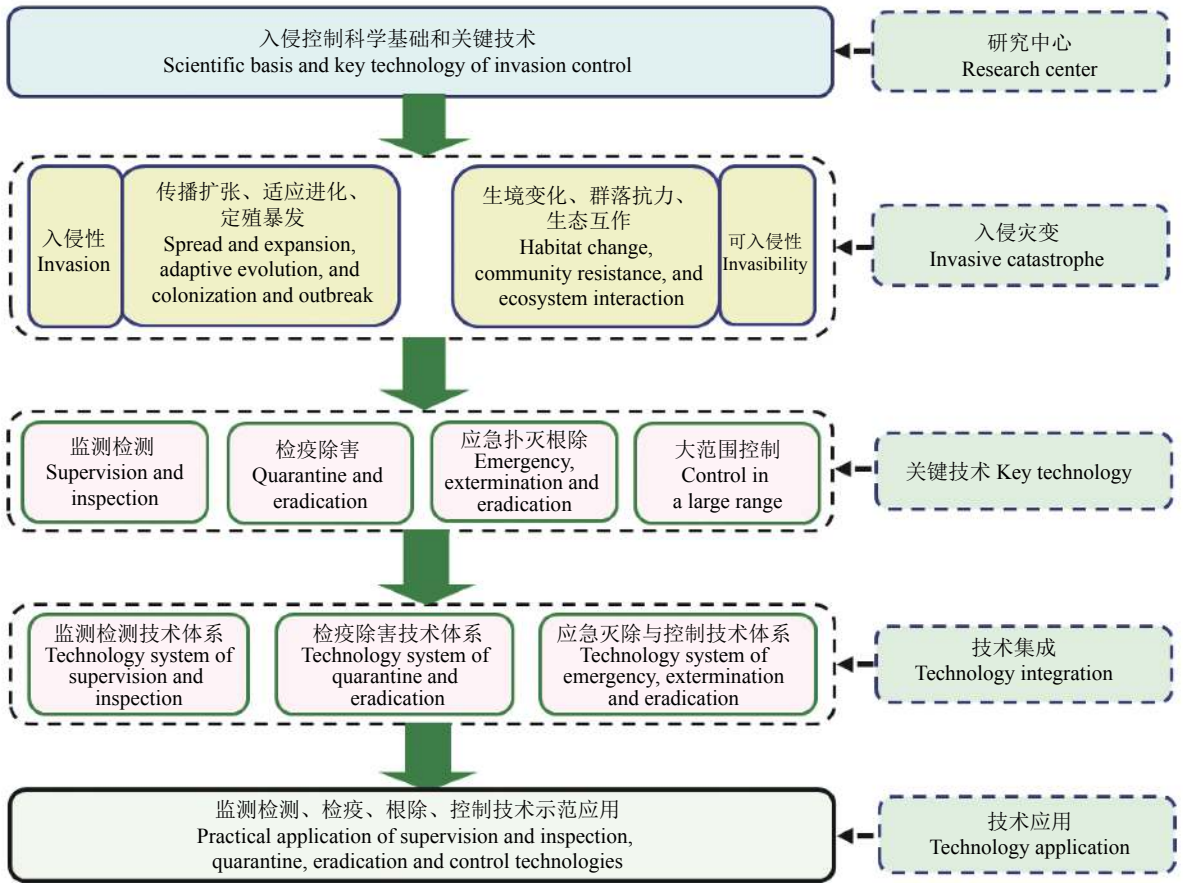 入侵控制科学基础和关键技术
Scientific basis and key technology of invasion control
研究中心
Research center
入侵性
Invasion
传播扩张、适应进化、
定殖暴发
Spread and expansion,
adaptive evolution, and
colonization and outbreak
生境变化、群落抗力、
生态互作
Habitat change,
community resistance, and
ecosystem interaction
可入侵性
Invasibility
入侵灾变
Invasive catastrophe
监测检测
Supervision and
inspection
检疫除害
Quarantine and
eradication
应急扑灭根除
Emergency,
extermination and
eradication
大范围控制
Control in
a large range
关键技术 Key technology
监测检测技术体系
Technology system of
supervision and
inspection
检疫除害技术体系
Technology system of
quarantine and
eradication
应急灭除与控制技术体系
Technology system of
emergency, extermination
and eradication
技术集成
Technology integration
监测检测、检疫、根除、控制技术示范应用
Practical application of supervision and inspection,
quarantine, eradication and control technologies
技术应用
Technology application